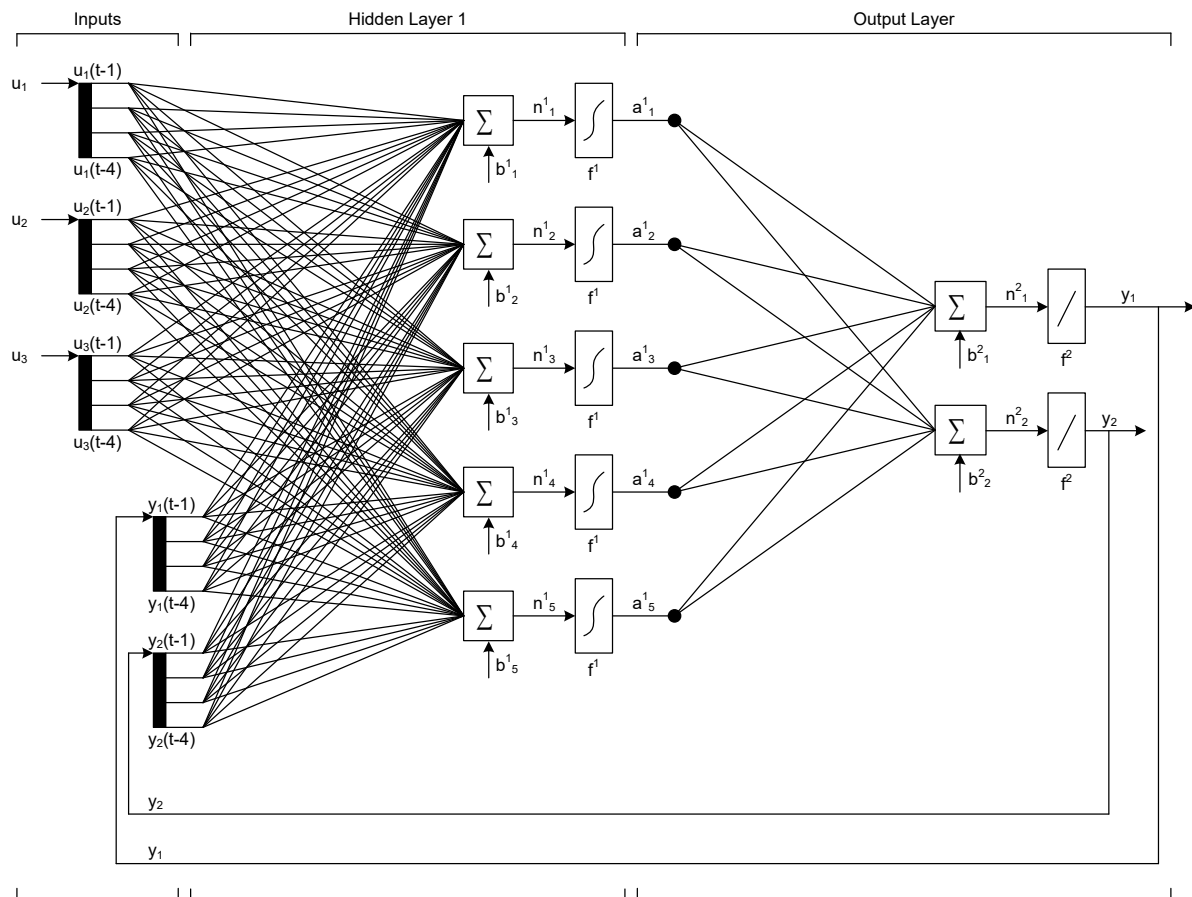 Inputs
Hidden Layer 1
Output Layer
u₁
u₁(t-1)
u₁(t-4)
u₂
u₂(t-1)
u₂(t-4)
u₃
u₃(t-1)
u₃(t-4)
y₁(t-1)
y₁(t-4)
y₂(t-1)
y₂(t-4)
Σ n¹₁ a¹₁
b¹₁ f¹
Σ n¹₂ a¹₂
b¹₂ f¹
Σ n¹₃ a¹₃
b¹₃ f¹
Σ n¹₄ a¹₄
b¹₄ f¹
Σ n¹₅ a¹₅
b¹₅ f¹
Σ n²₁ y₁
b²₁ f²
Σ n²₂ y₂
b²₂ f²
y₂
y₁